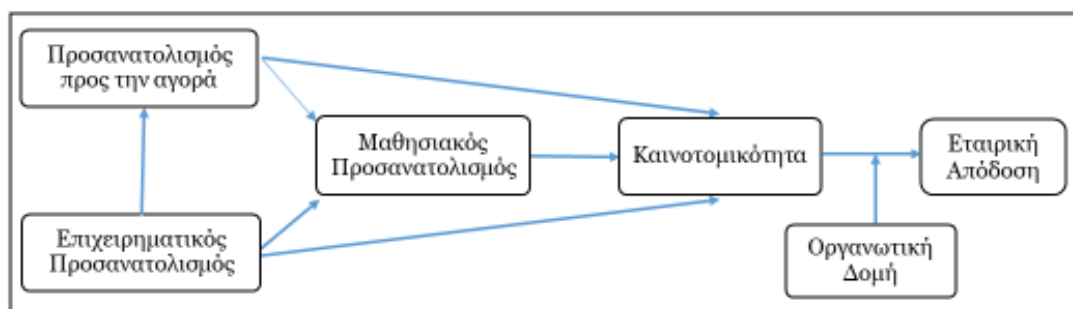 Προσανατολισμός
προς την αγορά
Μαθησιακός
Προσανατολισμός
Καινοτομικότητα
Εταιρική
Απόδοση
Επιχειρηματικός
Προσανατολισμός
Οργανωτική
Δομή